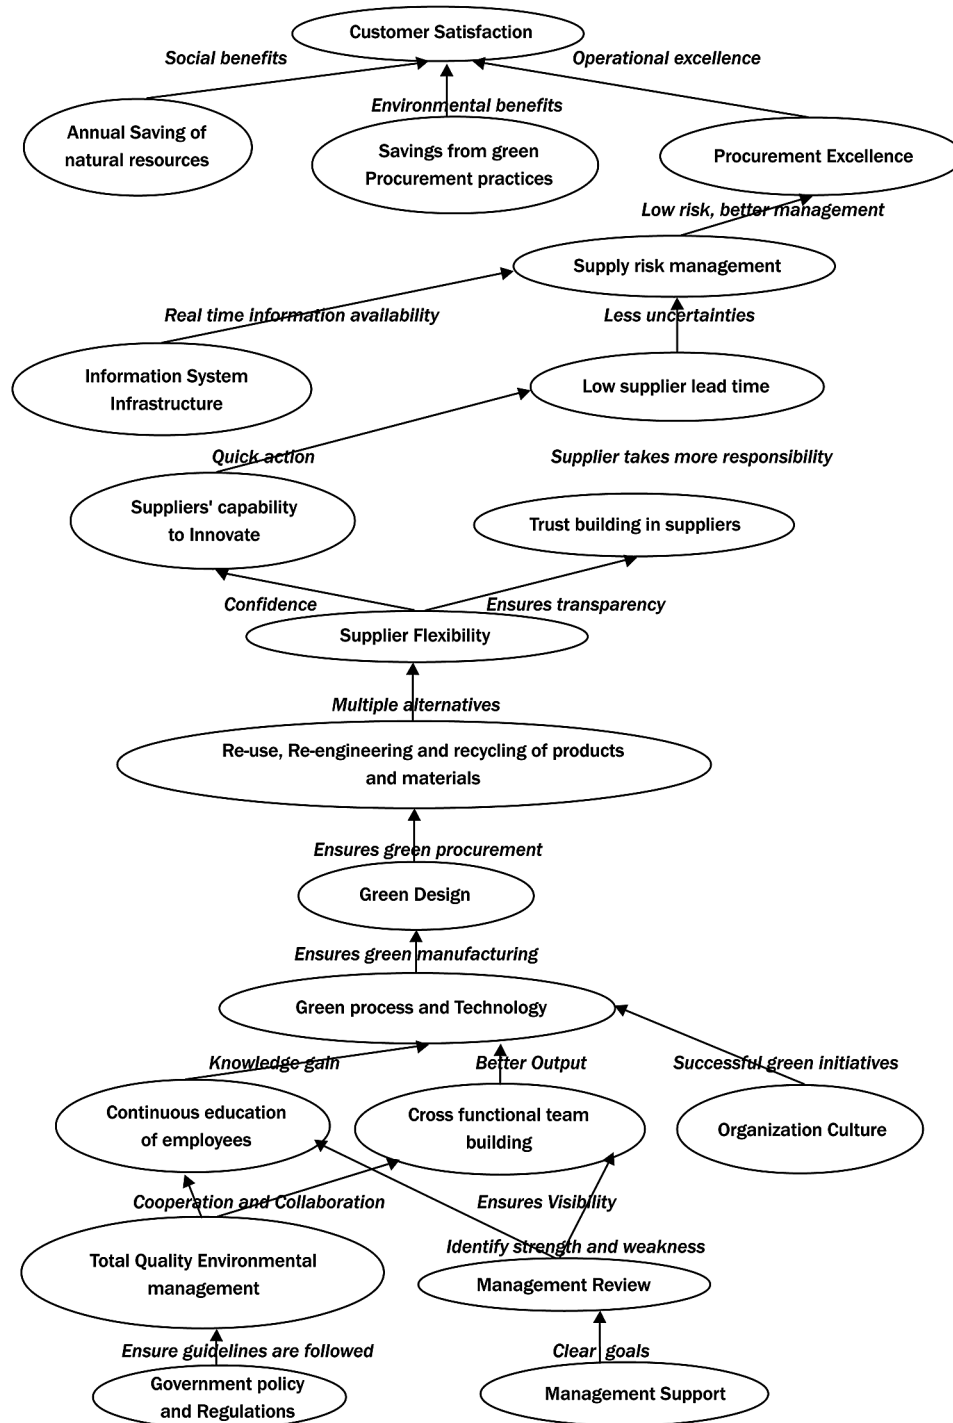 Customer Satisfaction
Social benefits
Operational excellence
Environmental benefits
Annual Saving of
natural resources
Savings from green
Procurement practices
Procurement Excellence
Low risk, better management
Supply risk management
Real time information availability
Less uncertainties
Information System
Infrastructure
Low supplier lead time
Quick action
Supplier takes more responsibility
Suppliers' capability
to Innovate
Trust building in suppliers
Confidence
Ensures transparency
Supplier Flexibility
Multiple alternatives
Re-use, Re-engineering and recycling of products
and materials
Ensures green procurement
Green Design
Ensures green manufacturing
Green process and Technology
Knowledge gain
Better Output
Successful green initiatives
Continuous education
of employees
Cross functional team
building
Organization Culture
Cooperation and Collaboration
Ensures Visibility
Identify strength and weakness
Total Quality Environmental
management
Management Review
Ensure guidelines are followed
Clear goals
Government policy
and Regulations
Management Support